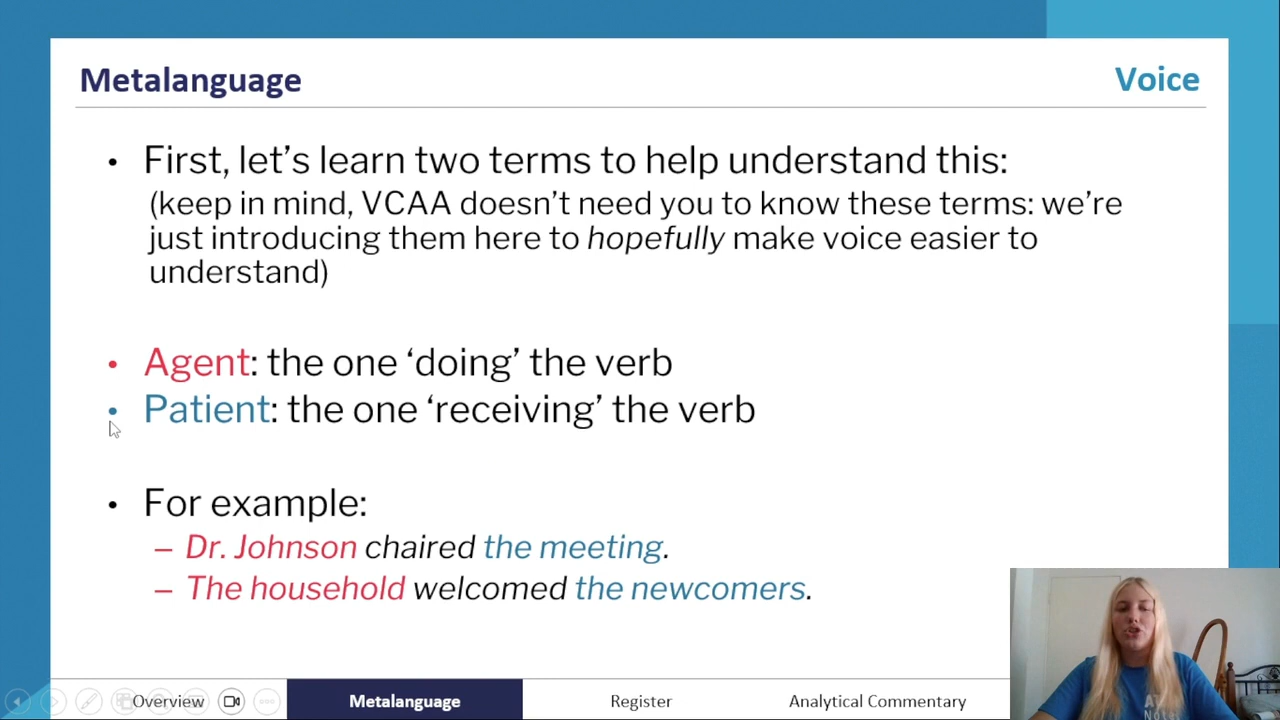 Metalanguage
Voice
• First, let's learn two terms to help understand this:
(keep in mind, VCAA doesn't need you to know these terms: we're
just introducing them here to hopefully make voice easier to
understand)
• Agent: the one ‘doing’ the verb
• Patient: the one ‘receiving’ the verb
• For example:
– Dr. Johnson chaired the meeting.
– The household welcomed the newcomers.
Overview
Metalanguage
Register
Analytical Commentary